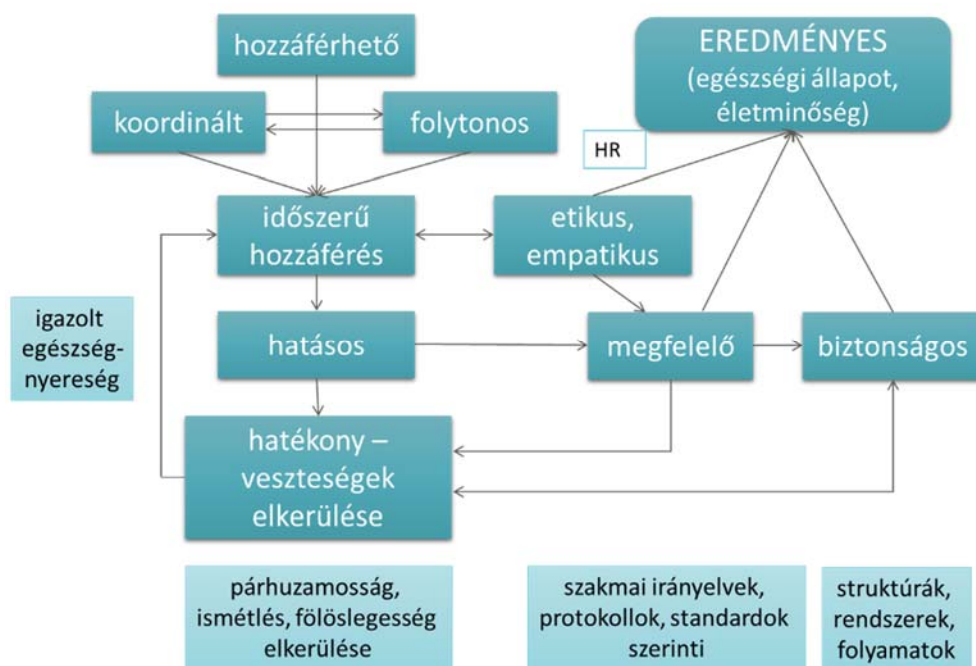 hozzáférhető
EREDMÉNYES
(egészségi állapot,
életminőség)
koordinált
folytonos
HR
időszerű
hozzáférés
etikus,
empatikus
igazolt
egészség-
nyereség
hatásos
megfelelő
biztonságos
hatékony –
veszteségek
elkerülése
párhuzamosság,
ismétlés, fölöslegesség
elkerülése
szakmai irányelvek,
protokollok, standardok
szerinti
struktúrák,
rendszerek,
folyamatok